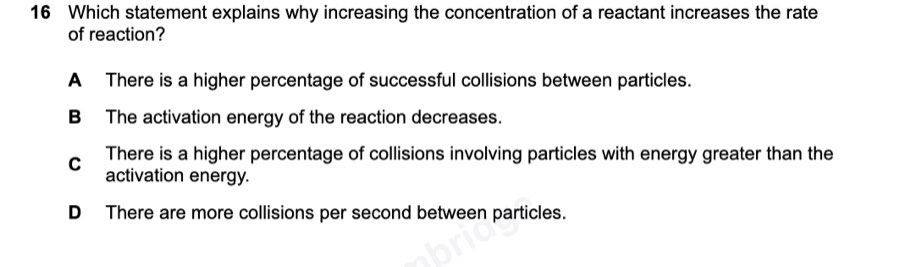 16 Which statement explains why increasing the concentration of a reactant increases the rate
of reaction?
A There is a higher percentage of successful collisions between particles.
B The activation energy of the reaction decreases.
C There is a higher percentage of collisions involving particles with energy greater than the
activation energy.
D There are more collisions per second between particles.